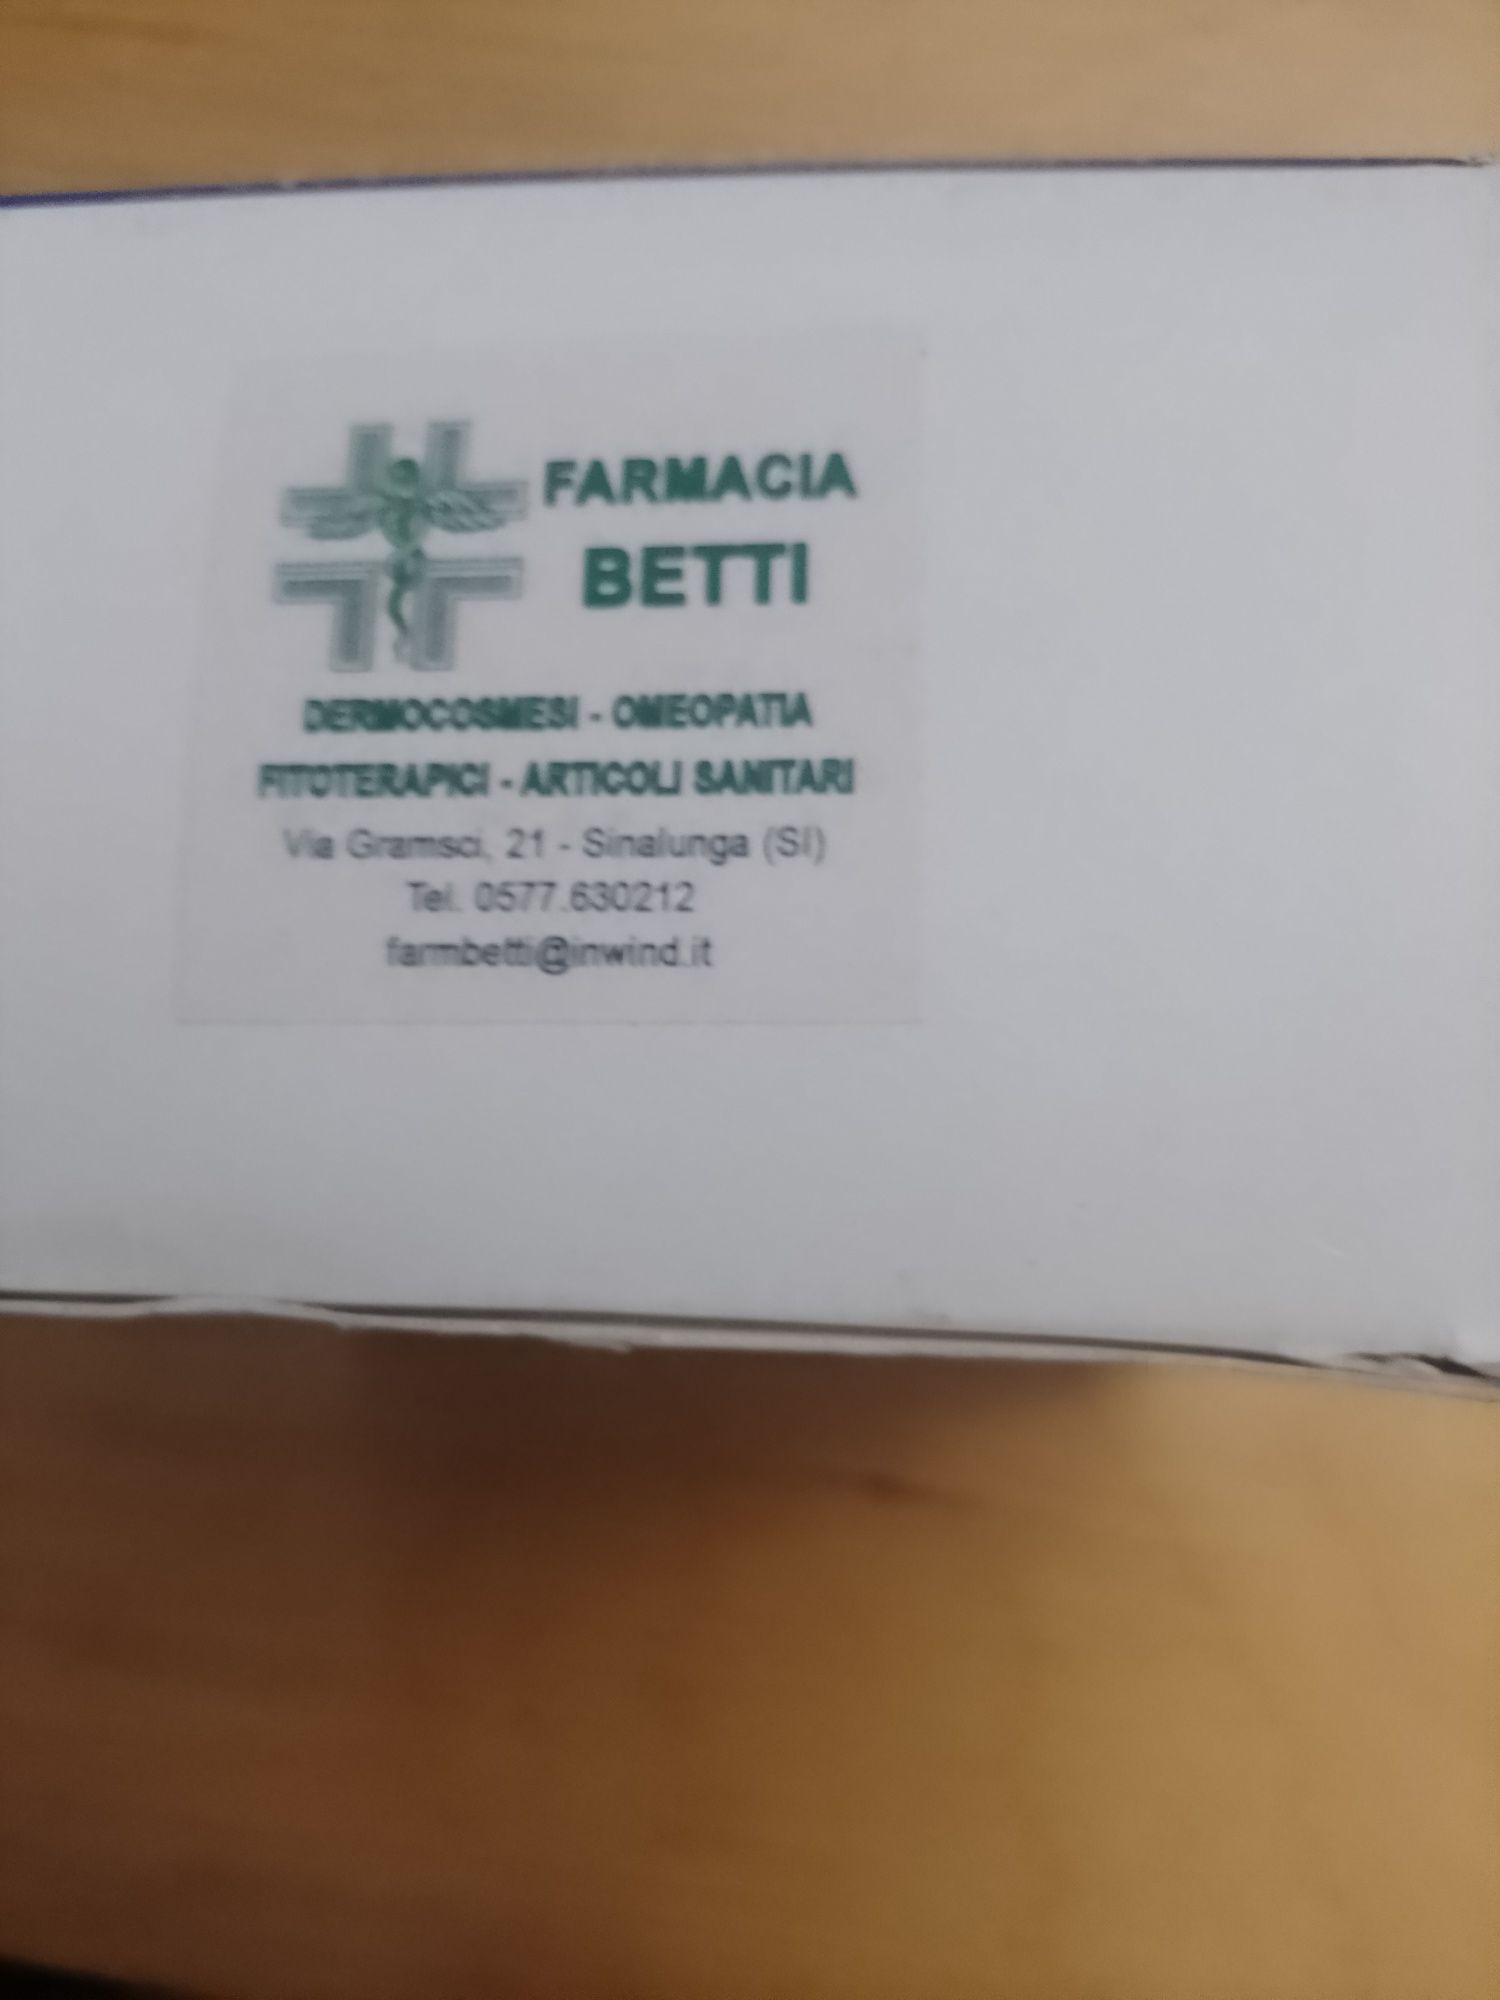 FARMACIA
BETTI
DERMOCOSMESI - OMEOPATIA
FITOTERAPICI - ARTICOLI SANITARI
Via Gramsci, 21 - Sinalunga (SI)
Tel. 0577.630212
farmbetti@inwind.it